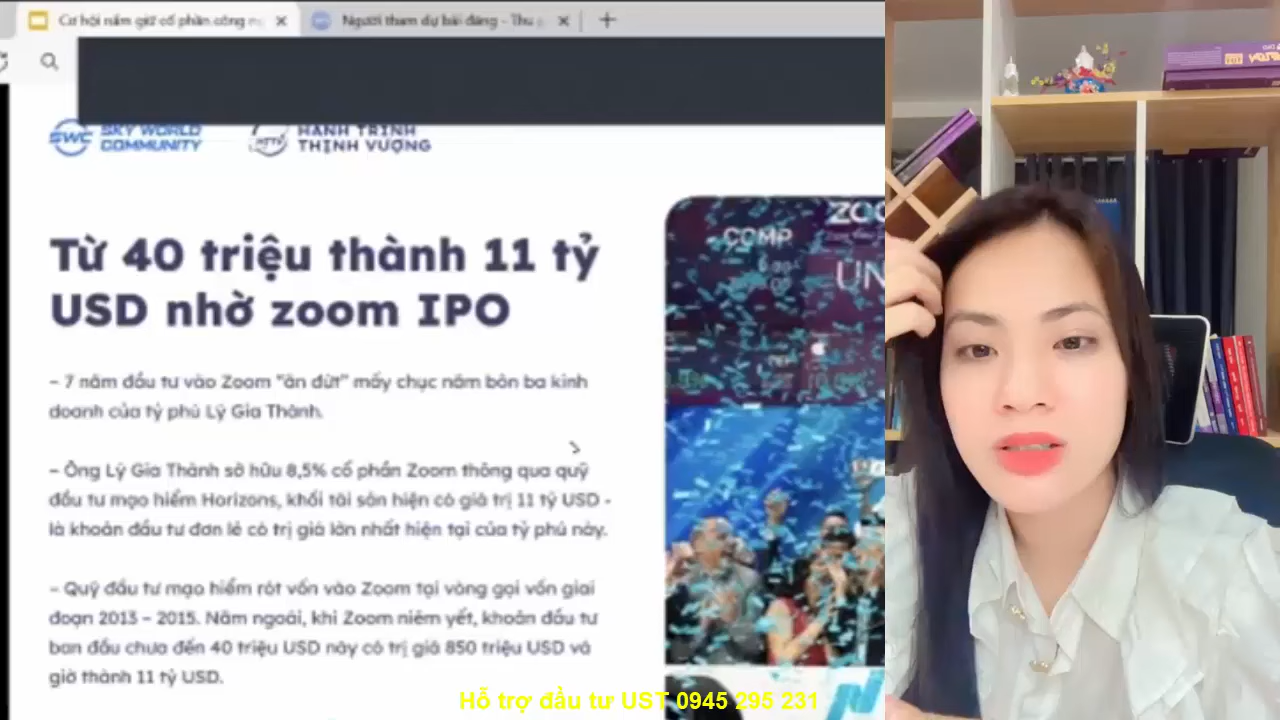 Cơ hội nắm giữ cổ phần công n
Người tham dự bài đăng - Thu
SWC SKY WORLD
COMMUNITY
HTTV HÀNH TRÌNH
THỊNH VƯỢNG
Từ 40 triệu thành 11 tỷ
USD nhờ zoom IPO
- 7 năm đầu tư vào Zoom "ăn đứt" mấy chục năm bôn ba kinh
doanh của tỷ phú Lý Gia Thành.
- Ông Lý Gia Thành sở hữu 8,5% cổ phần Zoom thông qua quỹ
đầu tư mạo hiểm Horizons, khối tài sản hiện có giá trị 11 tỷ USD -
là khoản đầu tư đơn lẻ có trị giá lớn nhất hiện tại của tỷ phú này.
- Quỹ đầu tư mạo hiểm rót vốn vào Zoom tại vòng gọi vốn giai
đoạn 2013 - 2015. Năm ngoái, khi Zoom niêm yết, khoản đầu tư
ban đầu chưa đến 40 triệu USD này có trị giá 850 triệu USD và
giờ thành 11 tỷ USD.
ZOO
COMP
UN
Hỗ trợ đầu tư UST 0945 295 231